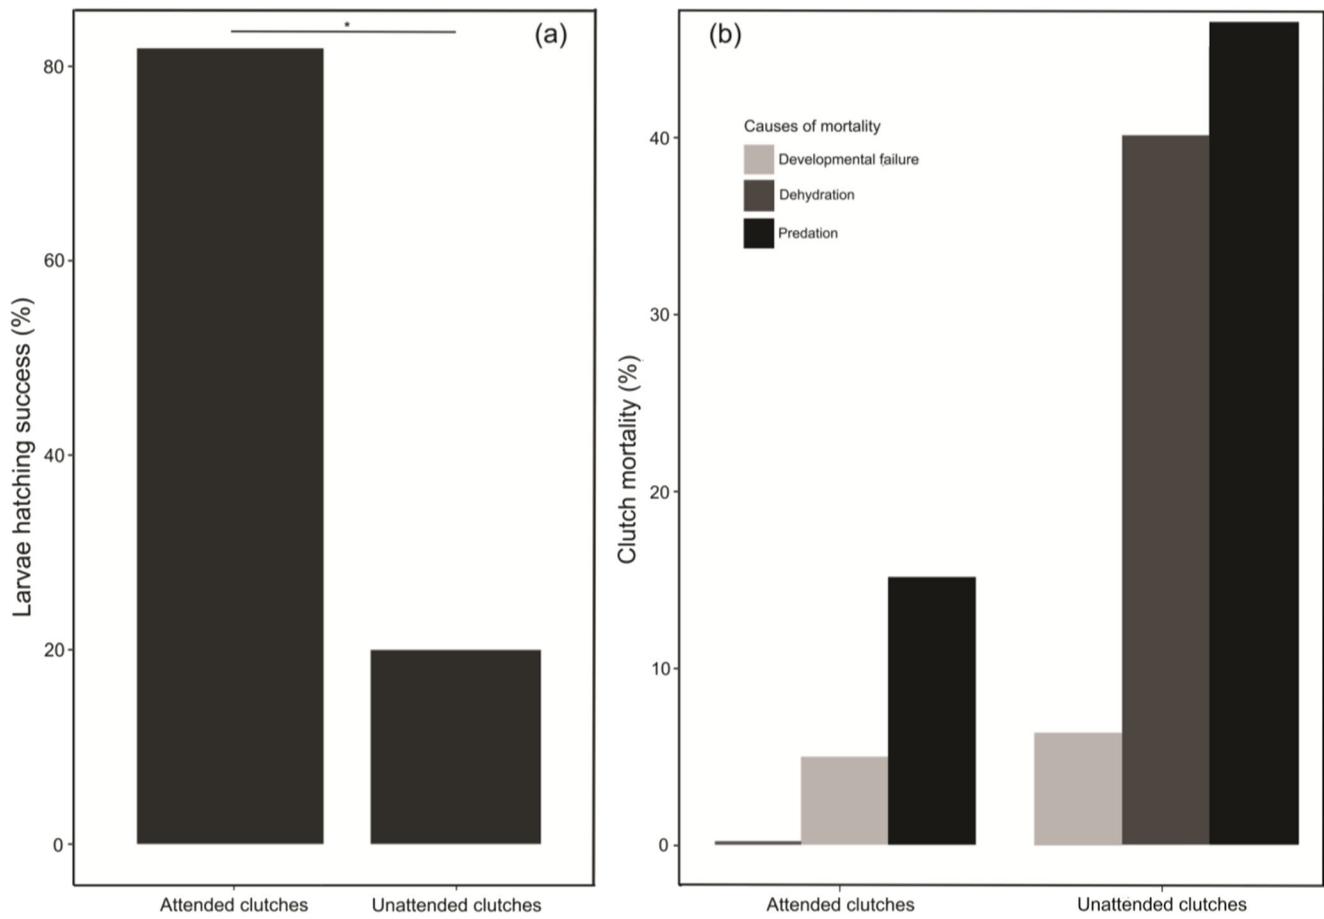 *
(a)
80
60
40
20
0
Larvae hatching success (%)
Attended clutches
Unattended clutches
(b)
Causes of mortality
Developmental failure
Dehydration
Predation
40
30
20
10
0
Clutch mortality (%)
Attended clutches
Unattended clutches